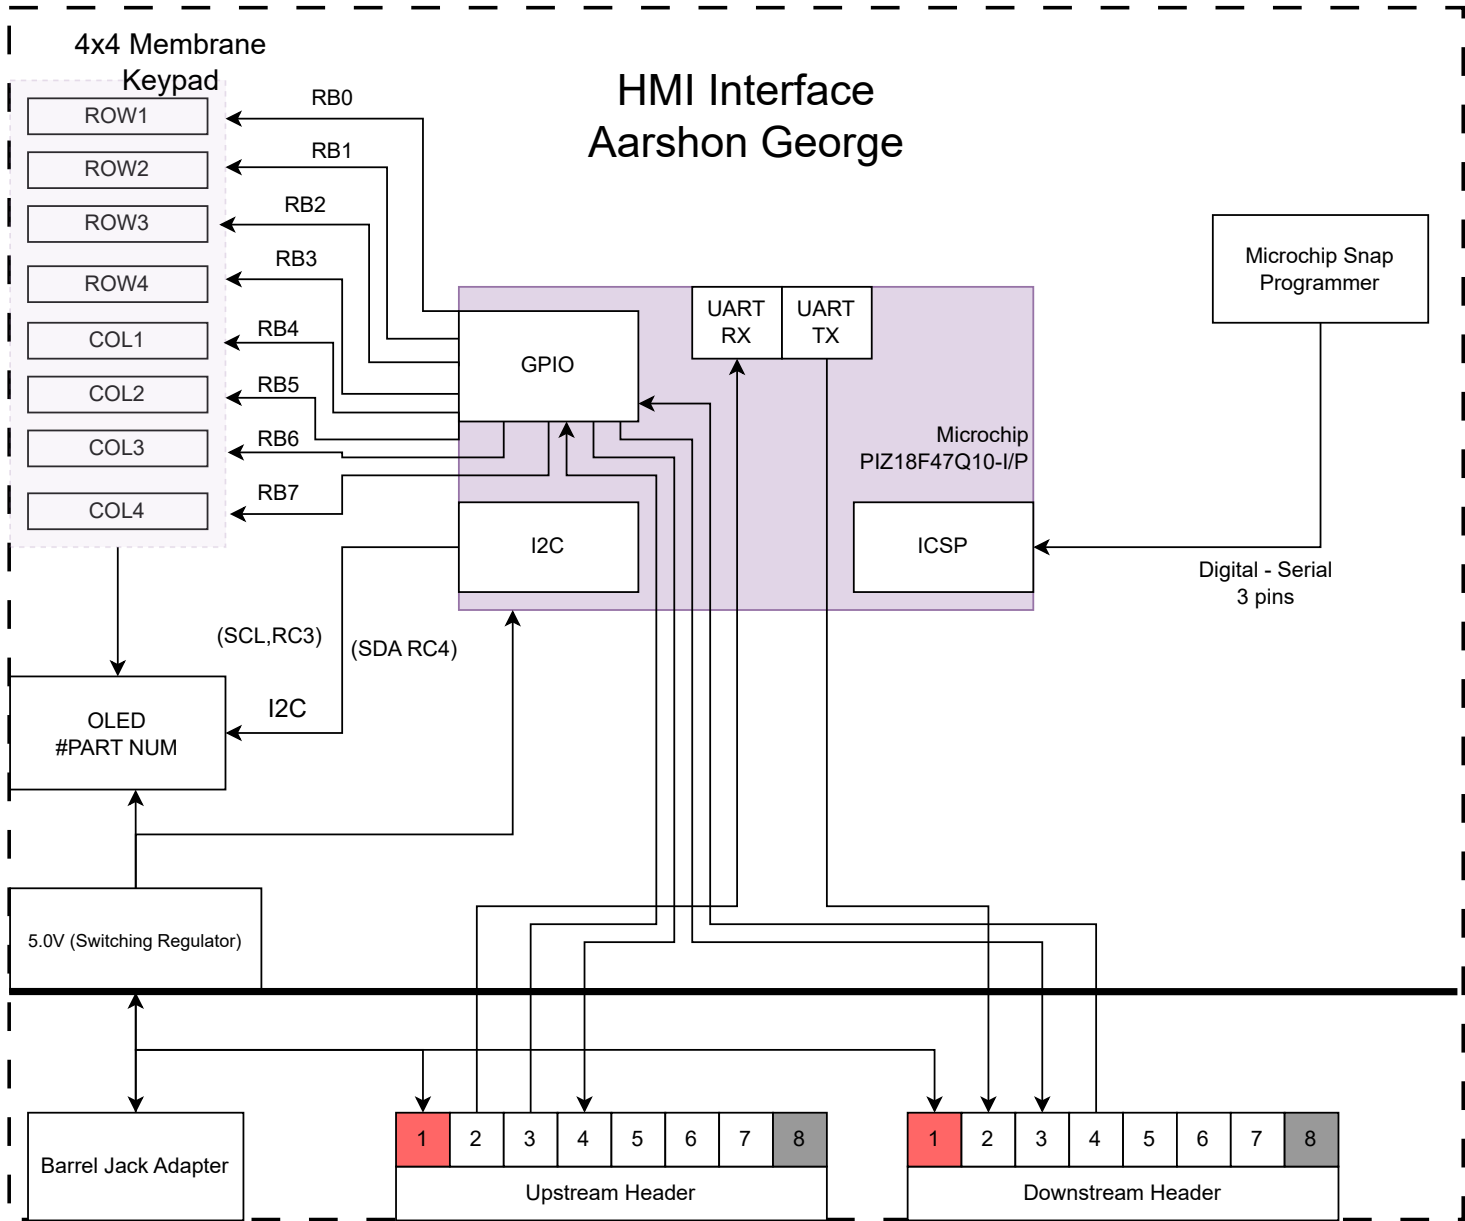 4x4 Membrane
Keypad
HMI Interface
Aarshon George
ROW1
RB0
ROW2
RB1
ROW3
RB2
ROW4
RB3
COL1
RB4
COL2
RB5
COL3
RB6
COL4
RB7
GPIO
UART
RX
UART
TX
Microchip Snap
Programmer
Microchip
PIZ18F47Q10-I/P
I2C
ICSP
Digital - Serial
3 pins
(SCL,RC3)
(SDA RC4)
I2C
OLED
#PART NUM
5.0V (Switching Regulator)
Barrel Jack Adapter
1 2 3 4 5 6 7 8
Upstream Header
1 2 3 4 5 6 7 8
Downstream Header